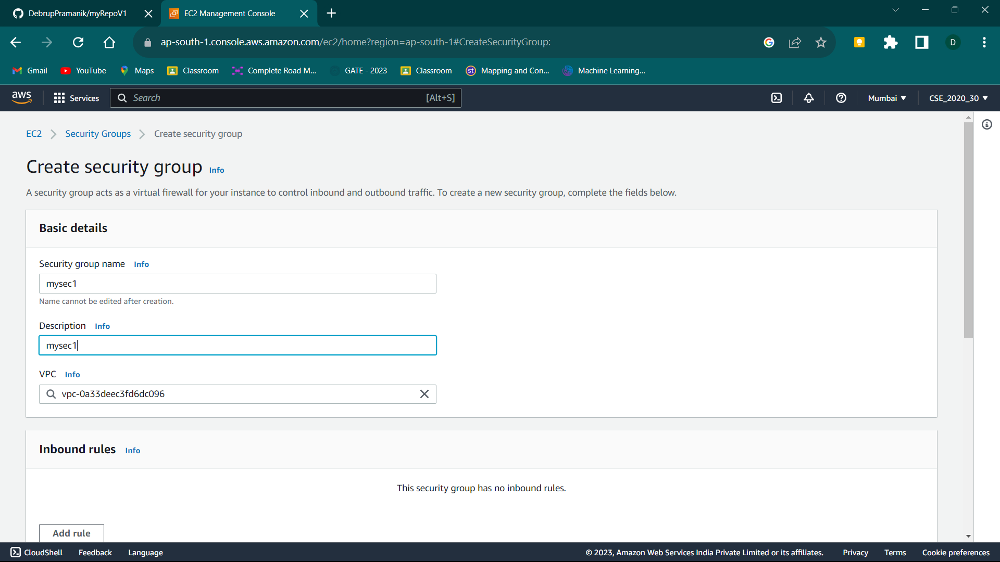 DebrupPramanik/myRepoV1
EC2 Management Console
ap-south-1.console.aws.amazon.com/ec2/home?region=ap-south-1#CreateSecurityGroup:
G
D
Gmail
YouTube
Maps
Classroom
Complete Road M...
GATE - 2023
Classroom
st
Mapping and Con...
Machine Learning...
aws
Services
Search
[Alt+S]
Mumbai
CSE_2020_30
EC2
Security Groups
Create security group
Create security group Info
A security group acts as a virtual firewall for your instance to control inbound and outbound traffic. To create a new security group, complete the fields below.
Basic details
Security group name Info
mysec1
Name cannot be edited after creation.
Description Info
mysec1
VPC Info
vpc-0a33deec3fd6dc096
Inbound rules Info
This security group has no inbound rules.
Add rule
CloudShell
Feedback
Language
© 2023, Amazon Web Services India Private Limited or its affiliates.
Privacy
Terms
Cookie preferences